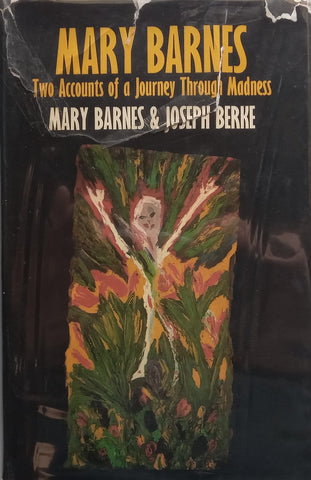 MARY BARNES
Two Accounts of a Journey Through Madness
MARY BARNES & JOSEPH BERKE